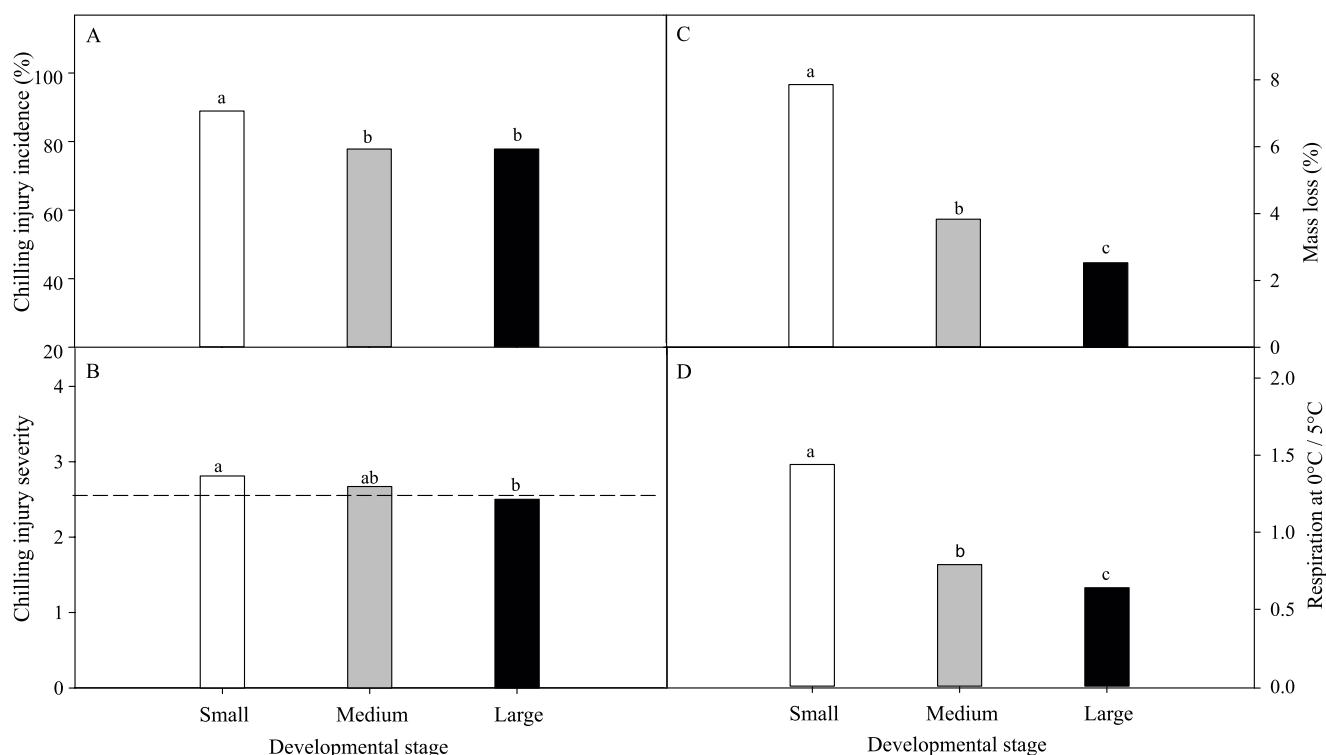 A
Chilling injury incidence (%)
100
80
60
40
20
a
b
b
C
a
b
c
8
6
4
2
0
Mass loss (%)
B
Chilling injury severity
4
3
2
1
0
a
ab
b
D
a
b
c
2.0
1.5
1.0
0.5
0.0
Respiration at 0°C / 5°C
Small Medium Large
Developmental stage
Small Medium Large
Developmental stage